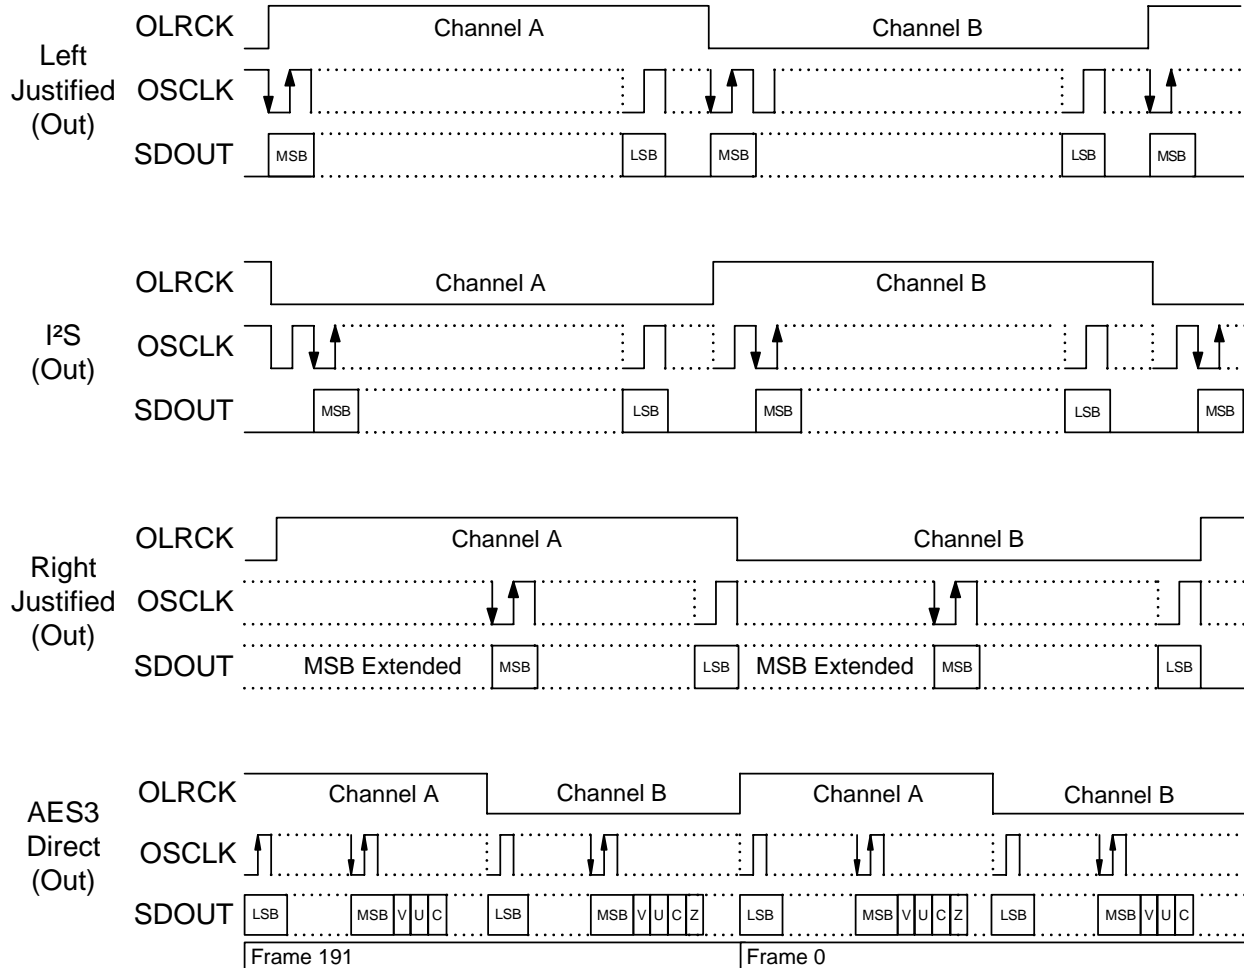 Left
Justified
(Out)
OLRCK Channel A Channel B
OSCLK
SDOUT MSB LSB MSB LSB MSB
I²S
(Out)
OLRCK Channel A Channel B
OSCLK
SDOUT MSB LSB MSB LSB MSB
Right
Justified
(Out)
OLRCK Channel A Channel B
OSCLK
SDOUT MSB Extended MSB LSB MSB Extended MSB LSB
AES3
Direct
(Out)
OLRCK Channel A Channel B Channel A Channel B
OSCLK
SDOUT LSB MSB V U C LSB MSB V U C Z LSB MSB V U C Z LSB MSB V U C
Frame 191 Frame 0